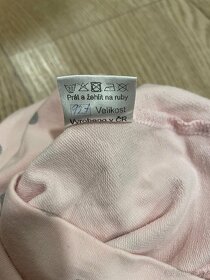 Prát a žehlit na ruby
Velikost
Vyrobeno v ČR